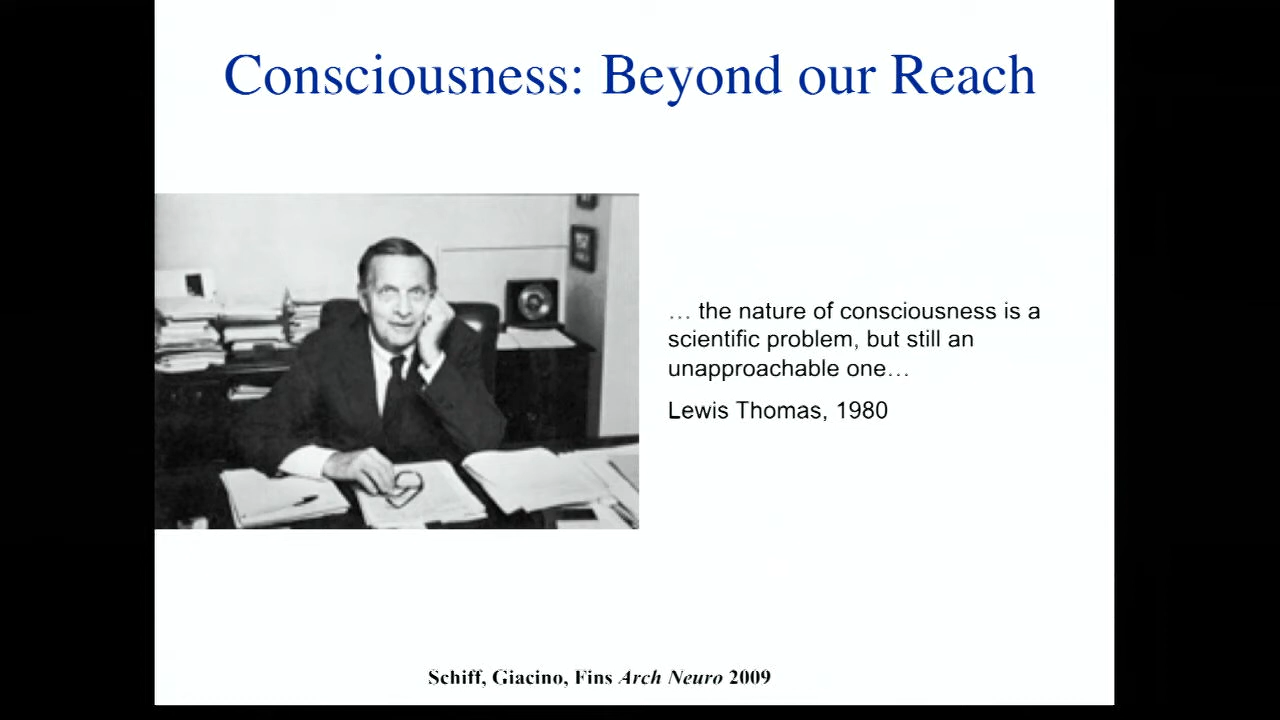 Consciousness: Beyond our Reach
… the nature of consciousness is a
scientific problem, but still an
unapproachable one…
Lewis Thomas, 1980
Schiff, Giacino, Fins Arch Neuro 2009